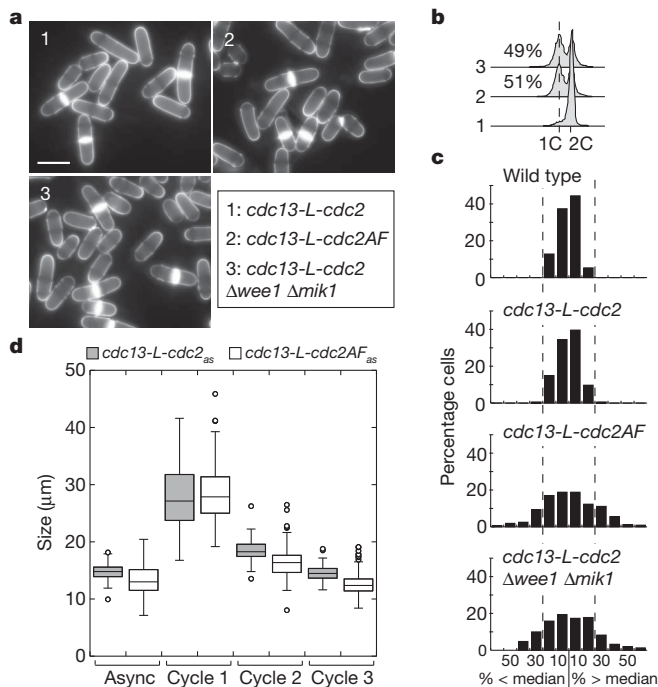 a
1
2
3
1: cdc13-L-cdc2
2: cdc13-L-cdc2AF
3: cdc13-L-cdc2
Δwee1 Δmik1
b
49%
3
51%
2
1
1C 2C
c
Wild type
40
20
0
cdc13-L-cdc2
40
20
0
cdc13-L-cdc2AF
40
20
0
cdc13-L-cdc2
Δwee1 Δmik1
40
20
0
50 30 10 10 30 50
% < median % > median
Percentage cells
d
cdc13-L-cdc2as cdc13-L-cdc2AFas
50
40
30
20
10
0
Size (μm)
Async Cycle 1 Cycle 2 Cycle 3